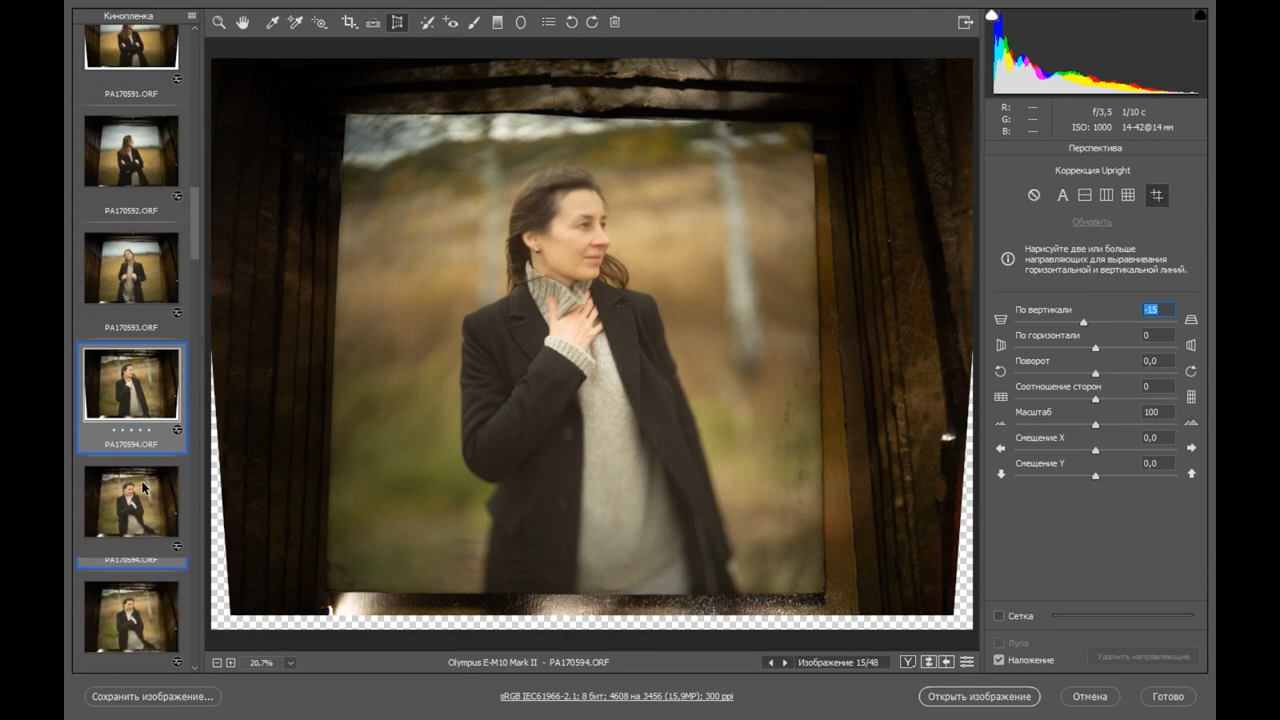 Кинопленка
PA170591.ORF
PA170592.ORF
PA170593.ORF
PA170594.ORF
PA170594.ORF
R: ---
G: ---
B: ---
f/3,5 1/10 с
ISO: 1000 14-42@14 мм
Перспектива
Коррекция Upright
A
Обновить
Нарисуйте две или больше
направляющих для выравнивания
горизонтальной и вертикальной линий.
По вертикали -15
По горизонтали 0
Поворот 0,0
Соотношение сторон 0
Масштаб 100
Смещение X 0,0
Смещение Y 0,0
Сетка
Лупа
Наложение
Удалить направляющие
20,7%
Olympus E-M10 Mark II - PA170594.ORF
Изображение 15/48
Y
Сохранить изображение...
sRGB IEC61966-2.1; 8 бит; 4608 на 3456 (15,9MP); 300 ppi
Открыть изображение
Отмена
Готово